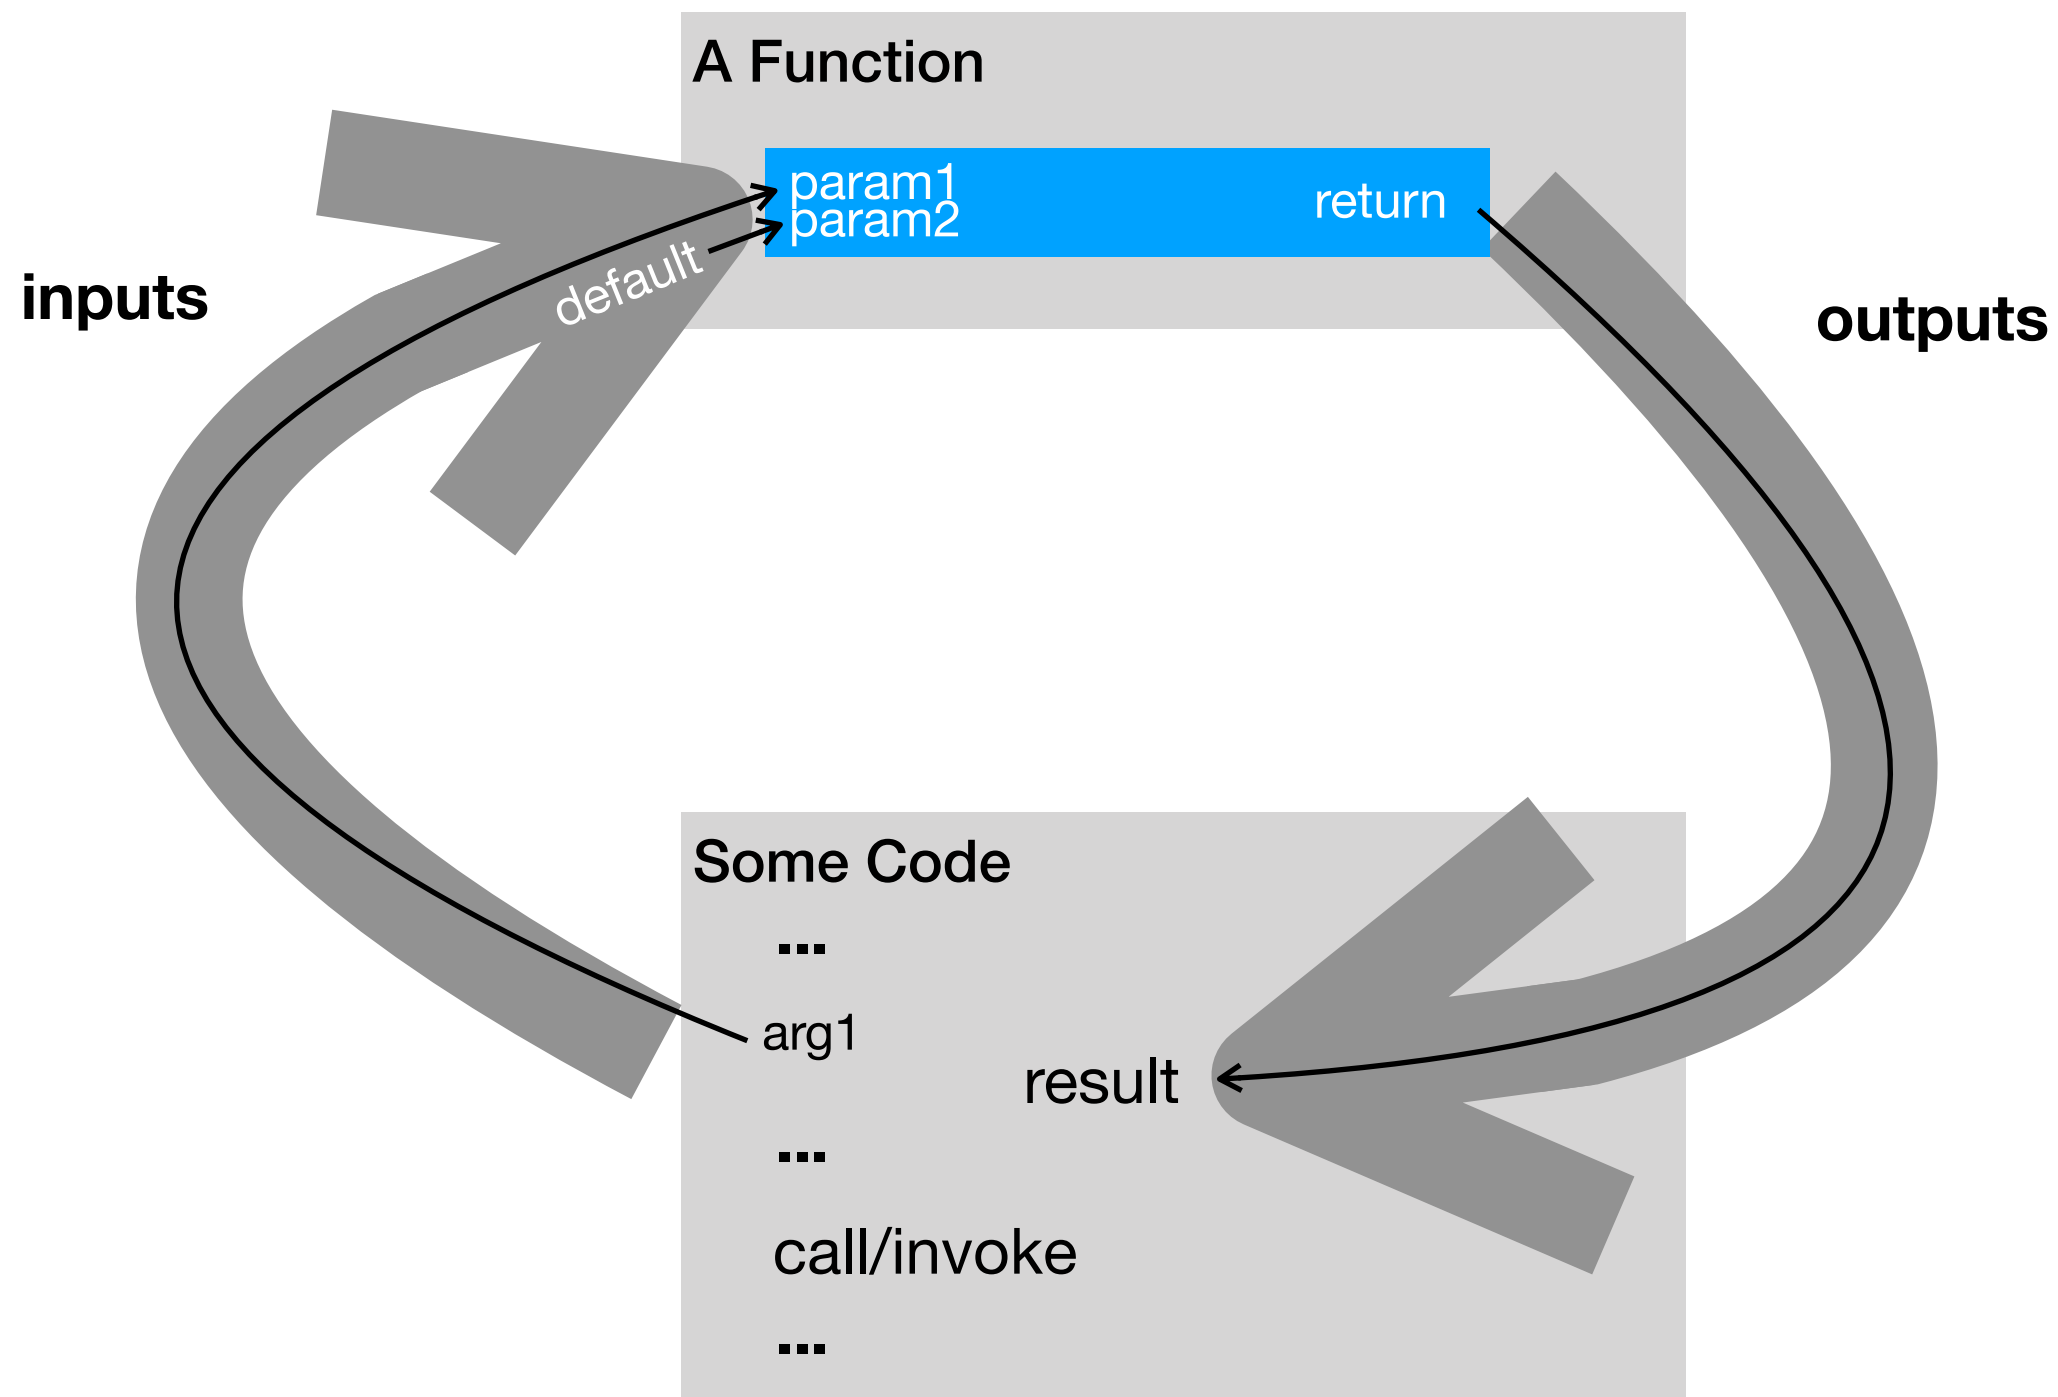 A Function
param1
param2
return
default
inputs
outputs
Some Code
...
arg1
result
...
call/invoke
...